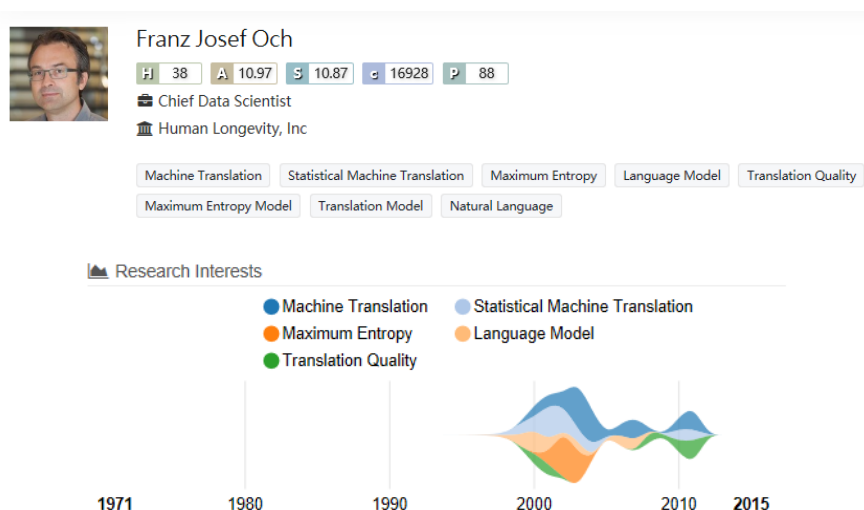 Franz Josef Och
H 38 A 10.97 S 10.87 c 16928 P 88
Chief Data Scientist
Human Longevity, Inc
Machine Translation Statistical Machine Translation Maximum Entropy Language Model Translation Quality
Maximum Entropy Model Translation Model Natural Language
Research Interests
Machine Translation Statistical Machine Translation
Maximum Entropy Language Model
Translation Quality
1971 1980 1990 2000 2010 2015